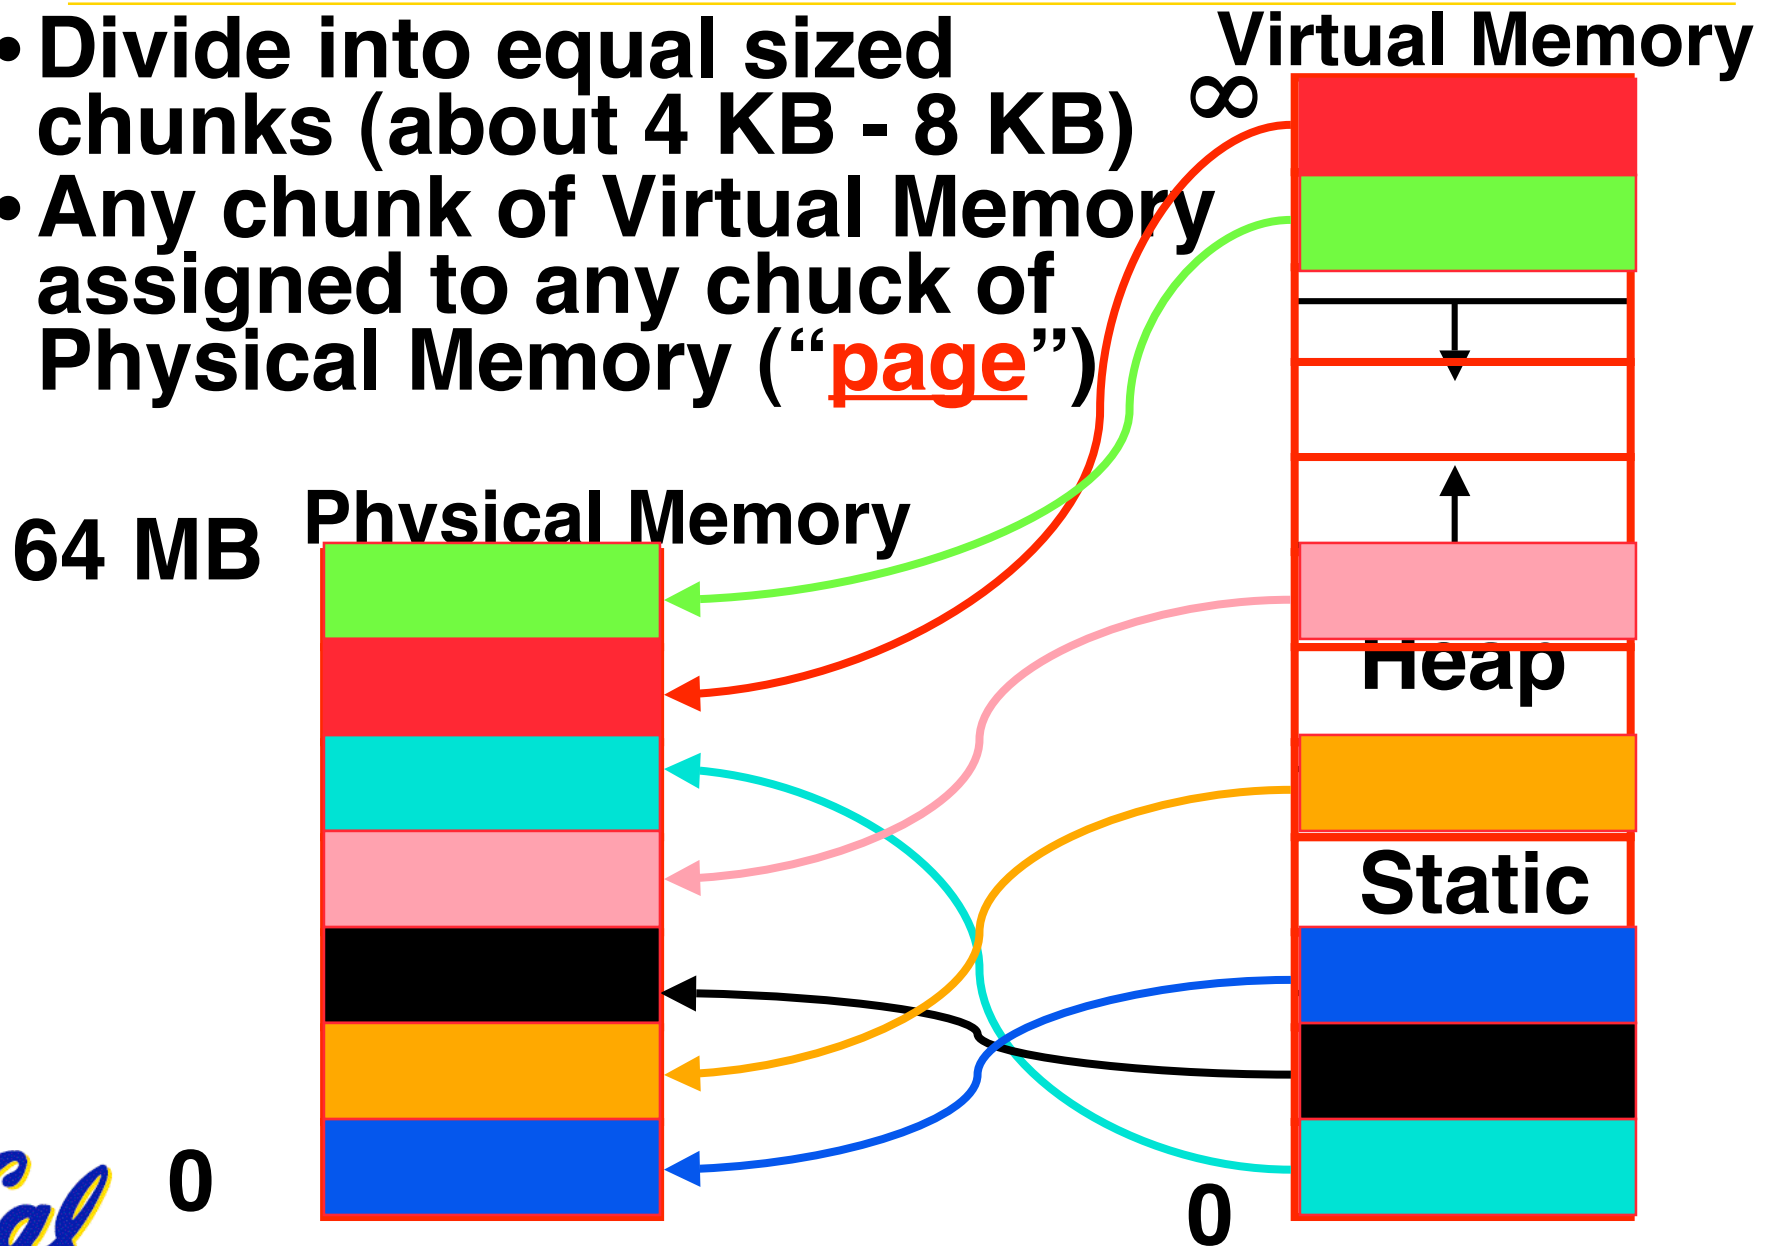 Virtual Memory
• Divide into equal sized
chunks (about 4 KB - 8 KB)
∞
• Any chunk of Virtual Memory
assigned to any chuck of
Physical Memory (“page”)
Physical Memory
64 MB
Heap
Static
0
0
Cal